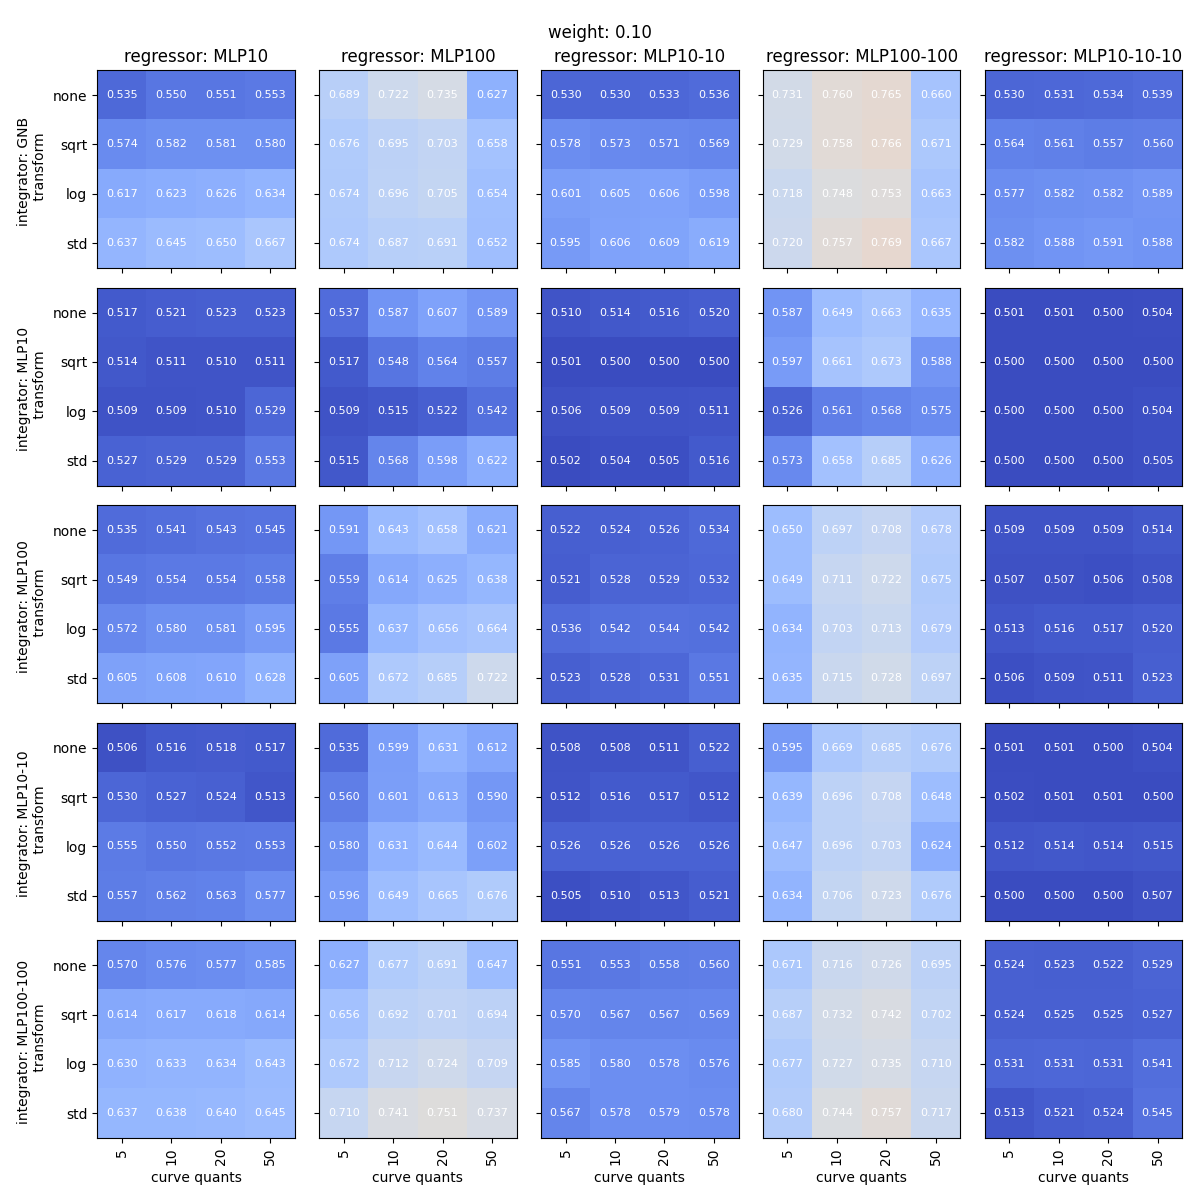 weight: 0.10
regressor: MLP10 regressor: MLP100 regressor: MLP10-10 regressor: MLP100-100 regressor: MLP10-10-10
integrator: GNB
transform
none 0.535 0.550 0.551 0.553 0.689 0.722 0.735 0.627 0.530 0.530 0.533 0.536 0.731 0.760 0.765 0.660 0.530 0.531 0.534 0.539
sqrt 0.574 0.582 0.581 0.580 0.676 0.695 0.703 0.658 0.578 0.573 0.571 0.569 0.729 0.758 0.766 0.671 0.564 0.561 0.557 0.560
log 0.617 0.623 0.626 0.634 0.674 0.696 0.705 0.654 0.601 0.605 0.606 0.598 0.718 0.748 0.753 0.663 0.577 0.582 0.582 0.589
std 0.637 0.645 0.650 0.667 0.674 0.687 0.691 0.652 0.595 0.606 0.609 0.619 0.720 0.757 0.769 0.667 0.582 0.588 0.591 0.588
integrator: MLP10
transform
none 0.517 0.521 0.523 0.523 0.537 0.587 0.607 0.589 0.510 0.514 0.516 0.520 0.587 0.649 0.663 0.635 0.501 0.501 0.500 0.504
sqrt 0.514 0.511 0.510 0.511 0.517 0.548 0.564 0.557 0.501 0.500 0.500 0.500 0.597 0.661 0.673 0.588 0.500 0.500 0.500 0.500
log 0.509 0.509 0.510 0.529 0.509 0.515 0.522 0.542 0.506 0.509 0.509 0.511 0.526 0.561 0.568 0.575 0.500 0.500 0.500 0.504
std 0.527 0.529 0.529 0.553 0.515 0.568 0.598 0.622 0.502 0.504 0.505 0.516 0.573 0.658 0.685 0.626 0.500 0.500 0.500 0.505
integrator: MLP100
transform
none 0.535 0.541 0.543 0.545 0.591 0.643 0.658 0.621 0.522 0.524 0.526 0.534 0.650 0.697 0.708 0.678 0.509 0.509 0.509 0.514
sqrt 0.549 0.554 0.554 0.558 0.559 0.614 0.625 0.638 0.521 0.528 0.529 0.532 0.649 0.711 0.722 0.675 0.507 0.507 0.506 0.508
log 0.572 0.580 0.581 0.595 0.555 0.637 0.656 0.664 0.536 0.542 0.544 0.542 0.634 0.703 0.713 0.679 0.513 0.516 0.517 0.520
std 0.605 0.608 0.610 0.628 0.605 0.672 0.685 0.722 0.523 0.528 0.531 0.551 0.635 0.715 0.728 0.697 0.506 0.509 0.511 0.523
integrator: MLP10-10
transform
none 0.506 0.516 0.518 0.517 0.535 0.599 0.631 0.612 0.508 0.508 0.511 0.522 0.595 0.669 0.685 0.676 0.501 0.501 0.500 0.504
sqrt 0.530 0.527 0.524 0.513 0.560 0.601 0.613 0.590 0.512 0.516 0.517 0.512 0.639 0.696 0.708 0.648 0.502 0.501 0.501 0.500
log 0.555 0.550 0.552 0.553 0.580 0.631 0.644 0.602 0.526 0.526 0.526 0.526 0.647 0.696 0.703 0.624 0.512 0.514 0.514 0.515
std 0.557 0.562 0.563 0.577 0.596 0.649 0.665 0.676 0.505 0.510 0.513 0.521 0.634 0.706 0.723 0.676 0.500 0.500 0.500 0.507
integrator: MLP100-100
transform
none 0.570 0.576 0.577 0.585 0.627 0.677 0.691 0.647 0.551 0.553 0.558 0.560 0.671 0.716 0.726 0.695 0.524 0.523 0.522 0.529
sqrt 0.614 0.617 0.618 0.614 0.656 0.692 0.701 0.694 0.570 0.567 0.567 0.569 0.687 0.732 0.742 0.702 0.524 0.525 0.525 0.527
log 0.630 0.633 0.634 0.643 0.672 0.712 0.724 0.709 0.585 0.580 0.578 0.576 0.677 0.727 0.735 0.710 0.531 0.531 0.531 0.541
std 0.637 0.638 0.640 0.645 0.710 0.741 0.751 0.737 0.567 0.578 0.579 0.578 0.680 0.744 0.757 0.717 0.513 0.521 0.524 0.545
5 10 20 50 5 10 20 50 5 10 20 50 5 10 20 50 5 10 20 50
curve quants curve quants curve quants curve quants curve quants